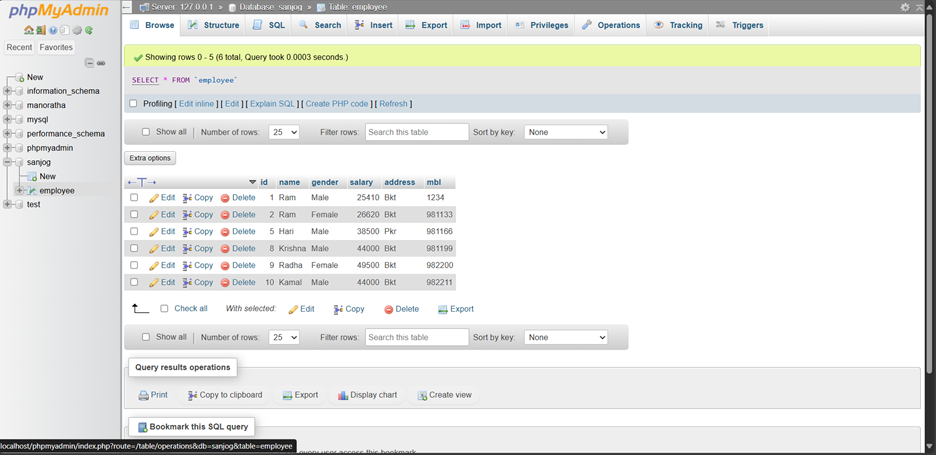 phpMyAdmin
Recent Favorites
New
information_schema
manoratha
mysql
performance_schema
phpmyadmin
sanjog
New
employee
test
Server: 127.0.0.1 » Database: sanjog » Table: employee
Browse Structure SQL Search Insert Export Import Privileges Operations Tracking Triggers
Showing rows 0 - 5 (6 total, Query took 0.0003 seconds.)
SELECT * FROM `employee`
Profiling [ Edit inline ] [ Edit ] [ Explain SQL ] [ Create PHP code ] [ Refresh ]
Show all Number of rows: 25 Filter rows: Search this table Sort by key: None
Extra options
id name gender salary address mbl
Edit Copy Delete 1 Ram Male 25410 Bkt 1234
Edit Copy Delete 2 Ram Female 26620 Bkt 981133
Edit Copy Delete 5 Hari Male 38500 Pkr 981166
Edit Copy Delete 8 Krishna Male 44000 Bkt 981199
Edit Copy Delete 9 Radha Female 49500 Bkt 982200
Edit Copy Delete 10 Kamal Male 44000 Bkt 982211
Check all With selected: Edit Copy Delete Export
Show all Number of rows: 25 Filter rows: Search this table Sort by key: None
Query results operations
Print Copy to clipboard Export Display chart Create view
Bookmark this SQL query
localhost/phpmyadmin/index.php?route=/table/operations&db=sanjog&table=employee
query user access this bookmark